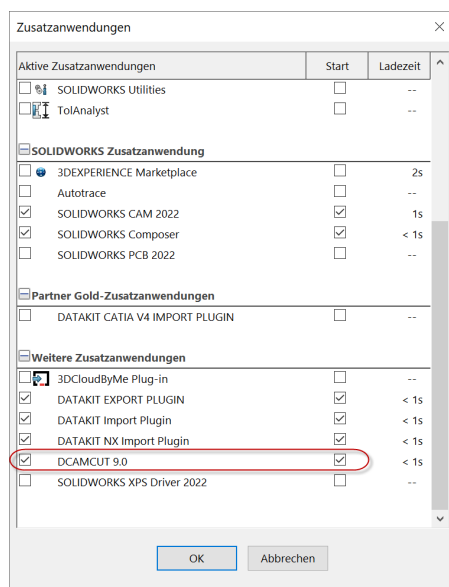 Zusatzanwendungen
Aktive Zusatzanwendungen Start Ladezeit
SOLIDWORKS Utilities --
TolAnalyst --
SOLIDWORKS Zusatzanwendung
3DEXPERIENCE Marketplace 2s
Autotrace --
SOLIDWORKS CAM 2022 1s
SOLIDWORKS Composer < 1s
SOLIDWORKS PCB 2022 --
Partner Gold-Zusatzanwendungen
DATAKIT CATIA V4 IMPORT PLUGIN
Weitere Zusatzanwendungen
3DCloudByMe Plug-in --
DATAKIT EXPORT PLUGIN < 1s
DATAKIT Import Plugin < 1s
DATAKIT NX Import Plugin < 1s
DCAMCUT 9.0 < 1s
SOLIDWORKS XPS Driver 2022 --
OK Abbrechen